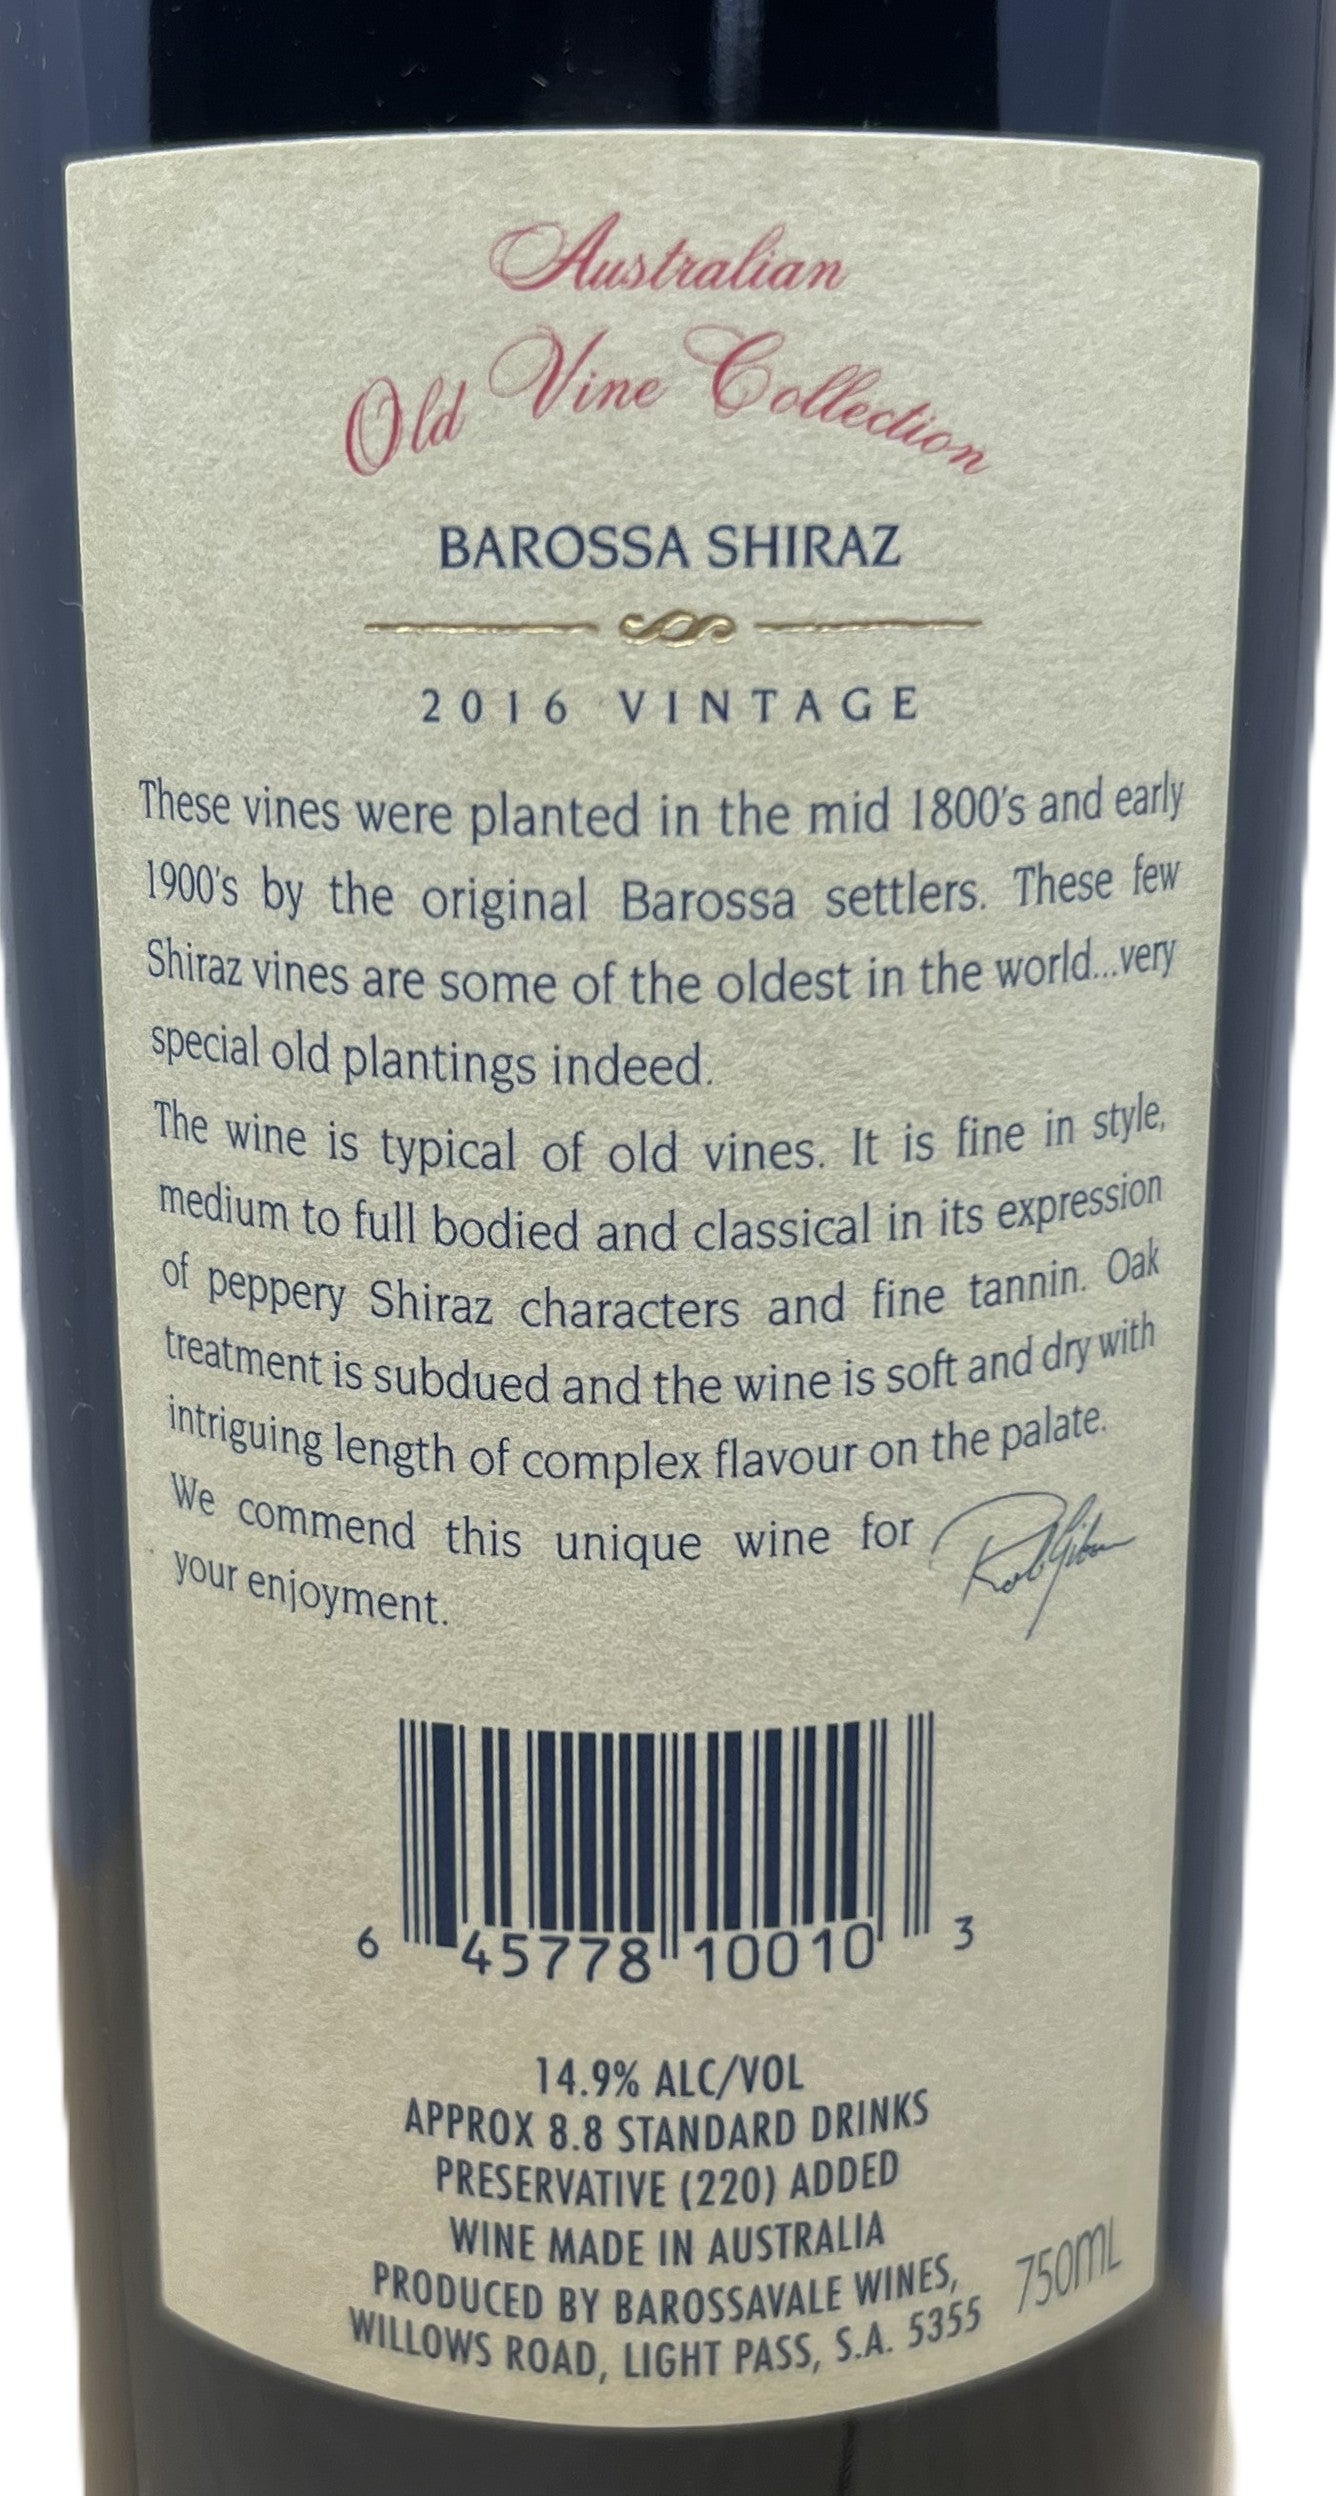 Australian
Old Vine Collection
BAROSSA SHIRAZ
2016 VINTAGE
These vines were planted in the mid 1800's and early
1900's by the original Barossa settlers. These few
Shiraz vines are some of the oldest in the world...very
special old plantings indeed.
The wine is typical of old vines. It is fine in style,
medium to full bodied and classical in its expression
of peppery Shiraz characters and fine tannin. Oak
treatment is subdued and the wine is soft and dry with
intriguing length of complex flavour on the palate.
We commend this unique wine for
your enjoyment.
Rob Gibson
6 45778 10010 3
14.9% ALC/VOL
APPROX 8.8 STANDARD DRINKS
PRESERVATIVE (220) ADDED
WINE MADE IN AUSTRALIA
PRODUCED BY BAROSSAVALE WINES,
WILLOWS ROAD, LIGHT PASS, S.A. 5355
750mL